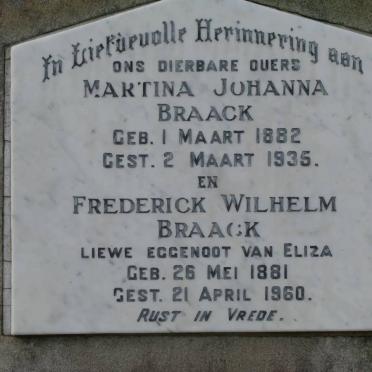 In Liefdevolle Herinnering aan
ONS DIERBARE OUERS
MARTINA JOHANNA
BRAACK
GEB. 1 MAART 1882
GEST. 2 MAART 1935.
EN
FREDERICK WILHELM
BRAACK
LIEWE EGGENOOT VAN ELIZA
GEB. 26 MEI 1881
GEST. 21 APRIL 1960.
RUST IN VREDE.